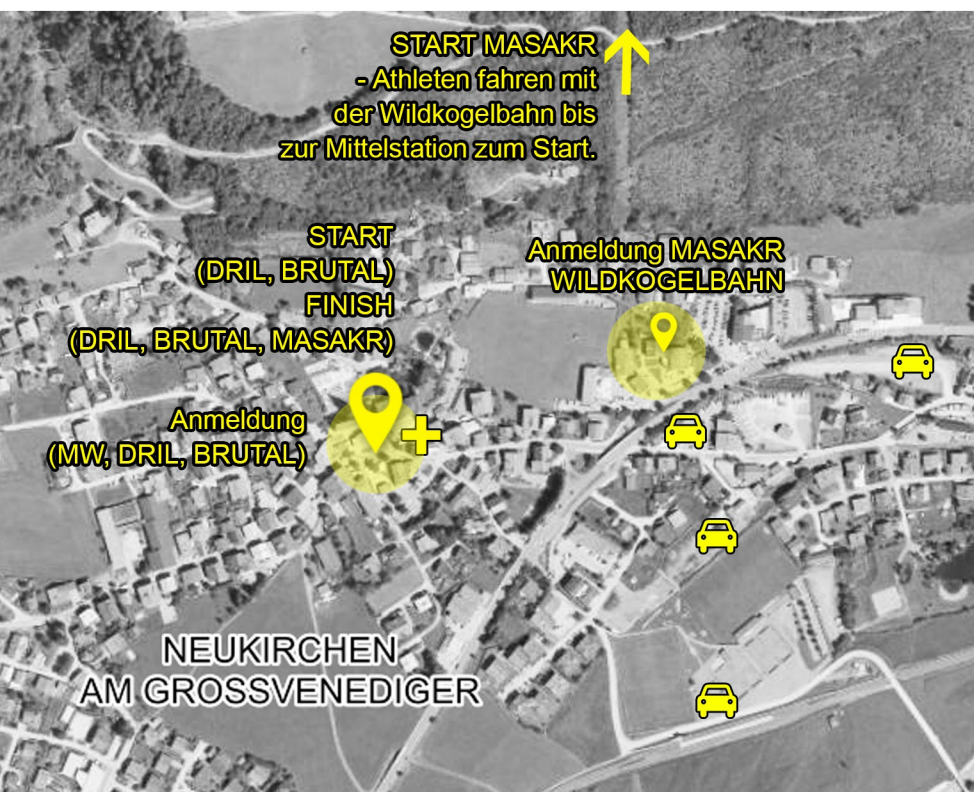 START MASAKR
- Athleten fahren mit
der Wildkogelbahn bis
zur Mittelstation zum Start.
START
(DRIL, BRUTAL)
FINISH
(DRIL, BRUTAL, MASAKR)
Anmeldung MASAKR
WILDKOGELBAHN
Anmeldung
(MW, DRIL, BRUTAL)
NEUKIRCHEN
AM GROSSVENEDIGER